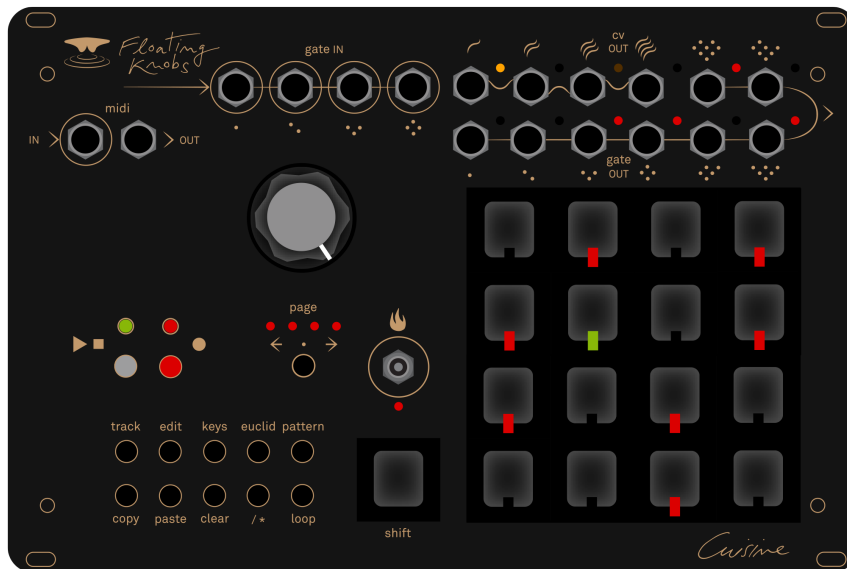 Floating
Knobs
gate IN
cv
OUT
midi
IN
OUT
gate
OUT
page
track edit keys euclid pattern
copy paste clear / * loop
shift
Cuisine